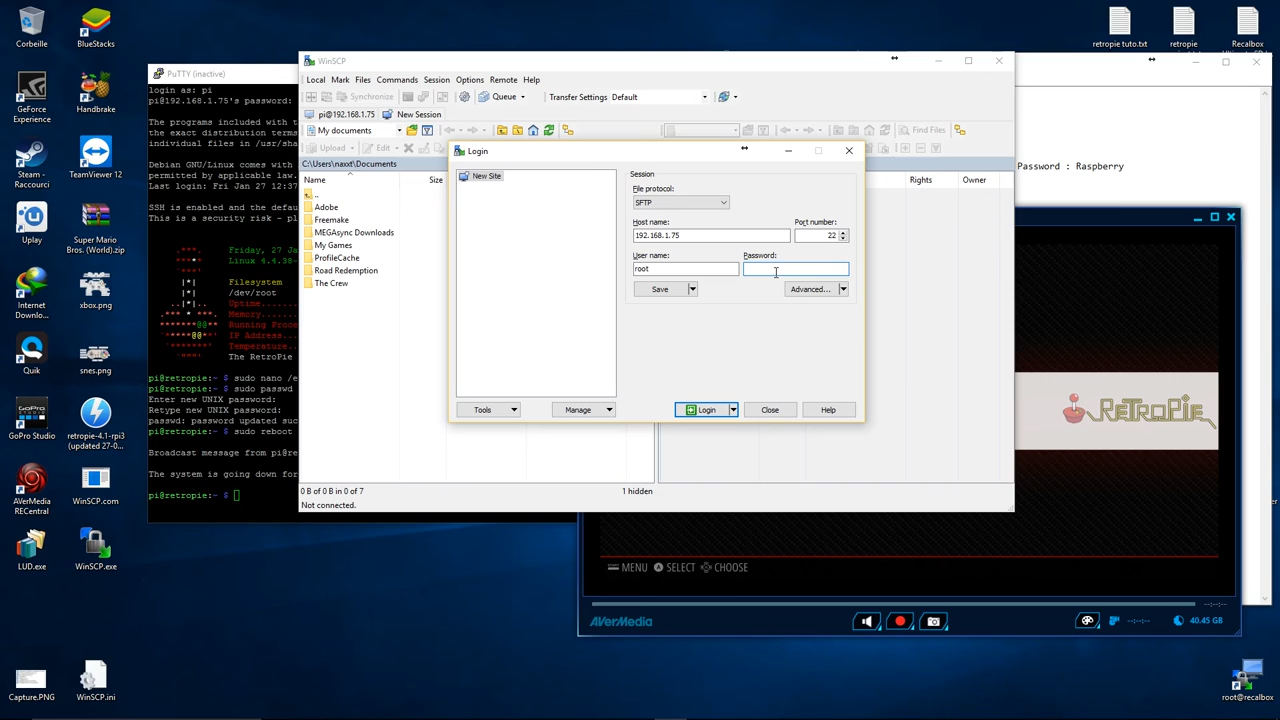 Corbeille
BlueStacks
GeForce
Experience
Handbrake
Steam -
Raccourci
TeamViewer 12
Uplay
Super Mario
Bros. (World).zip
Internet
Downlo...
xbox.png
Quik
snes.png
GoPro Studio
retropie-4.1-rpi3
(updated 27-0...
AVerMedia
RECentral
WinSCP.com
LUD.exe
WinSCP.exe
Capture.PNG
WinSCP.ini
retropie tuto.txt
retropie
Recalbox
root@recalbox
PuTTY (inactive)
login as: pi
pi@192.168.1.75's password:
The programs included with t
the exact distribution terms
individual files in /usr/sha
Debian GNU/Linux comes with
permitted by applicable law.
Last login: Fri Jan 27 12:37
SSH is enabled and the defau
This is a security risk - pl
Friday, 27 Ja
Linux 4.4.38-
Filesystem
/dev/root
Uptime.......
Memory.......
Running Proce
IP Address...
Temperature..
The RetroPie
pi@retropie:~ $ sudo nano /e
pi@retropie:~ $ sudo passwd
Enter new UNIX password:
Retype new UNIX password:
passwd: password updated suc
pi@retropie:~ $ sudo reboot
Broadcast message from pi@re
The system is going down for
pi@retropie:~ $
WinSCP
Local Mark Files Commands Session Options Remote Help
Synchronize Queue Transfer Settings Default
pi@192.168.1.75 New Session
My documents Find Files
Upload Edit
C:\Users\naxxt\Documents
Name Size Rights Owner
..
Adobe
Freemake
MEGAsync Downloads
My Games
ProfileCache
Road Redemption
The Crew
0 B of 0 B in 0 of 7 1 hidden
Not connected.
Login
New Site
Session
File protocol:
SFTP
Host name: Port number:
192.168.1.75 22
User name: Password:
root
Save Advanced...
Tools Manage Login Close Help
Password : Raspberry
RETROPIE
START MENU A SELECT CHOOSE
AVerMedia
--:--:-- 40.45 GB
--:--:--